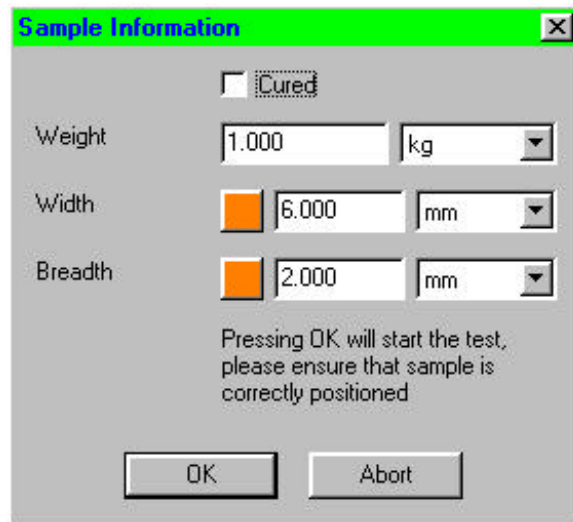 Sample Information
Cured
Weight 1.000 kg
Width 6.000 mm
Breadth 2.000 mm
Pressing OK will start the test,
please ensure that sample is
correctly positioned
OK Abort